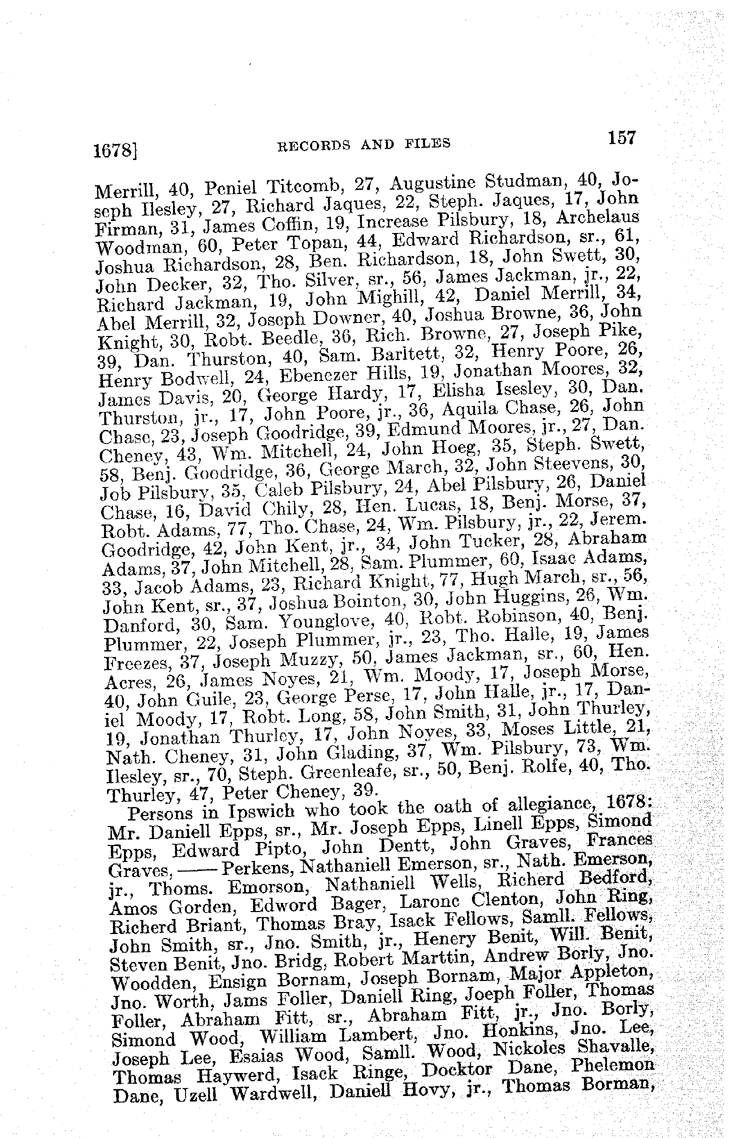 1678] RECORDS AND FILES 157
Merrill, 40, Peniel Titcomb, 27, Augustine Studman, 40, Jo-
seph Ilesley, 27, Richard Jaques, 22, Steph. Jaques, 17, John
Firman, 31, James Coffin, 19, Increase Pilsbury, 18, Archelaus
Woodman, 60, Peter Topan, 44, Edward Richardson, sr., 61,
Joshua Richardson, 28, Ben. Richardson, 18, John Swett, 30,
John Decker, 32, Tho. Silver, sr., 56, James Jackman, jr., 22,
Richard Jackman, 19, John Mighill, 42, Daniel Merrill, 34,
Abel Merrill, 32, Joseph Downer, 40, Joshua Browne, 36, John
Knight, 30, Robt. Beedle, 36, Rich. Browne, 27, Joseph Pike,
39, Dan. Thurston, 40, Sam. Barltett, 32, Henry Poore, 26,
Henry Bodwell, 24, Ebenezer Hills, 19, Jonathan Moores, 32,
James Davis, 20, George Hardy, 17, Elisha Isesley, 30, Dan.
Thurston, jr., 17, John Poore, jr., 36, Aquila Chase, 26, John
Chase, 23, Joseph Goodridge, 39, Edmund Moores, jr., 27, Dan.
Cheney, 43, Wm. Mitchell, 24, John Hoeg, 35, Steph. Swett,
58, Benj. Goodridge, 36, George March, 32, John Steevens, 30,
Job Pilsbury, 35, Caleb Pilsbury, 24, Abel Pilsbury, 26, Daniel
Chase, 16, David Chily, 28, Hen. Lucas, 18, Benj. Morse, 37,
Robt. Adams, 77, Tho. Chase, 24, Wm. Pilsbury, jr., 22, Jerem.
Goodridge, 42, John Kent, jr., 34, John Tucker, 28, Abraham
Adams, 37, John Mitchell, 28, Sam. Plummer, 60, Isaac Adams,
33, Jacob Adams, 23, Richard Knight, 77, Hugh March, sr., 56,
John Kent, sr., 37, Joshua Bointon, 30, John Huggins, 26, Wm.
Danford, 30, Sam. Younglove, 40, Robt. Robinson, 40, Benj.
Plummer, 22, Joseph Plummer, jr., 23, Tho. Halle, 19, James
Freezes, 37, Joseph Muzzy, 50, James Jackman, sr., 60, Hen.
Acres, 26, James Noyes, 21, Wm. Moody, 17, Joseph Morse,
40, John Guile, 23, George Perse, 17, John Halle, jr., 17, Dan-
iel Moody, 17, Robt. Long, 58, John Smith, 31, John Thurley,
19, Jonathan Thurley, 17, John Noyes, 33, Moses Little, 21,
Nath. Cheney, 31, John Glading, 37, Wm. Pilsbury, 73, Wm.
Ilesley, sr., 70, Steph. Greenleafe, sr., 50, Benj. Rolfe, 40, Tho.
Thurley, 47, Peter Cheney, 39.
Persons in Ipswich who took the oath of allegiance, 1678:
Mr. Daniell Epps, sr., Mr. Joseph Epps, Linell Epps, Simond
Epps, Edward Pipto, John Dentt, John Graves, Frances
Graves, —— Perkens, Nathaniell Emerson, sr., Nath. Emerson,
jr., Thoms. Emorson, Nathaniell Wells, Richerd Bedford,
Amos Gorden, Edword Bager, Laronc Clenton, John Ring,
Richerd Briant, Thomas Bray, Isack Fellows, Samll. Fellows,
John Smith, sr., Jno. Smith, jr., Henery Benit, Will. Benit,
Steven Benit, Jno. Bridg, Robert Marttin, Andrew Borly, Jno.
Woodden, Ensign Bornam, Joseph Bornam, Major Appleton,
Jno. Worth, Jams Foller, Daniell Ring, Joeph Foller, Thomas
Foller, Abraham Fitt, sr., Abraham Fitt, jr., Jno. Borly,
Simond Wood, William Lambert, Jno. Honkins, Jno. Lee,
Joseph Lee, Esaias Wood, Samll. Wood, Nickoles Shavalle,
Thomas Haywerd, Isack Ringe, Docktor Dane, Phelemon
Dane, Uzell Wardwell, Daniell Hovy, jr., Thomas Borman,